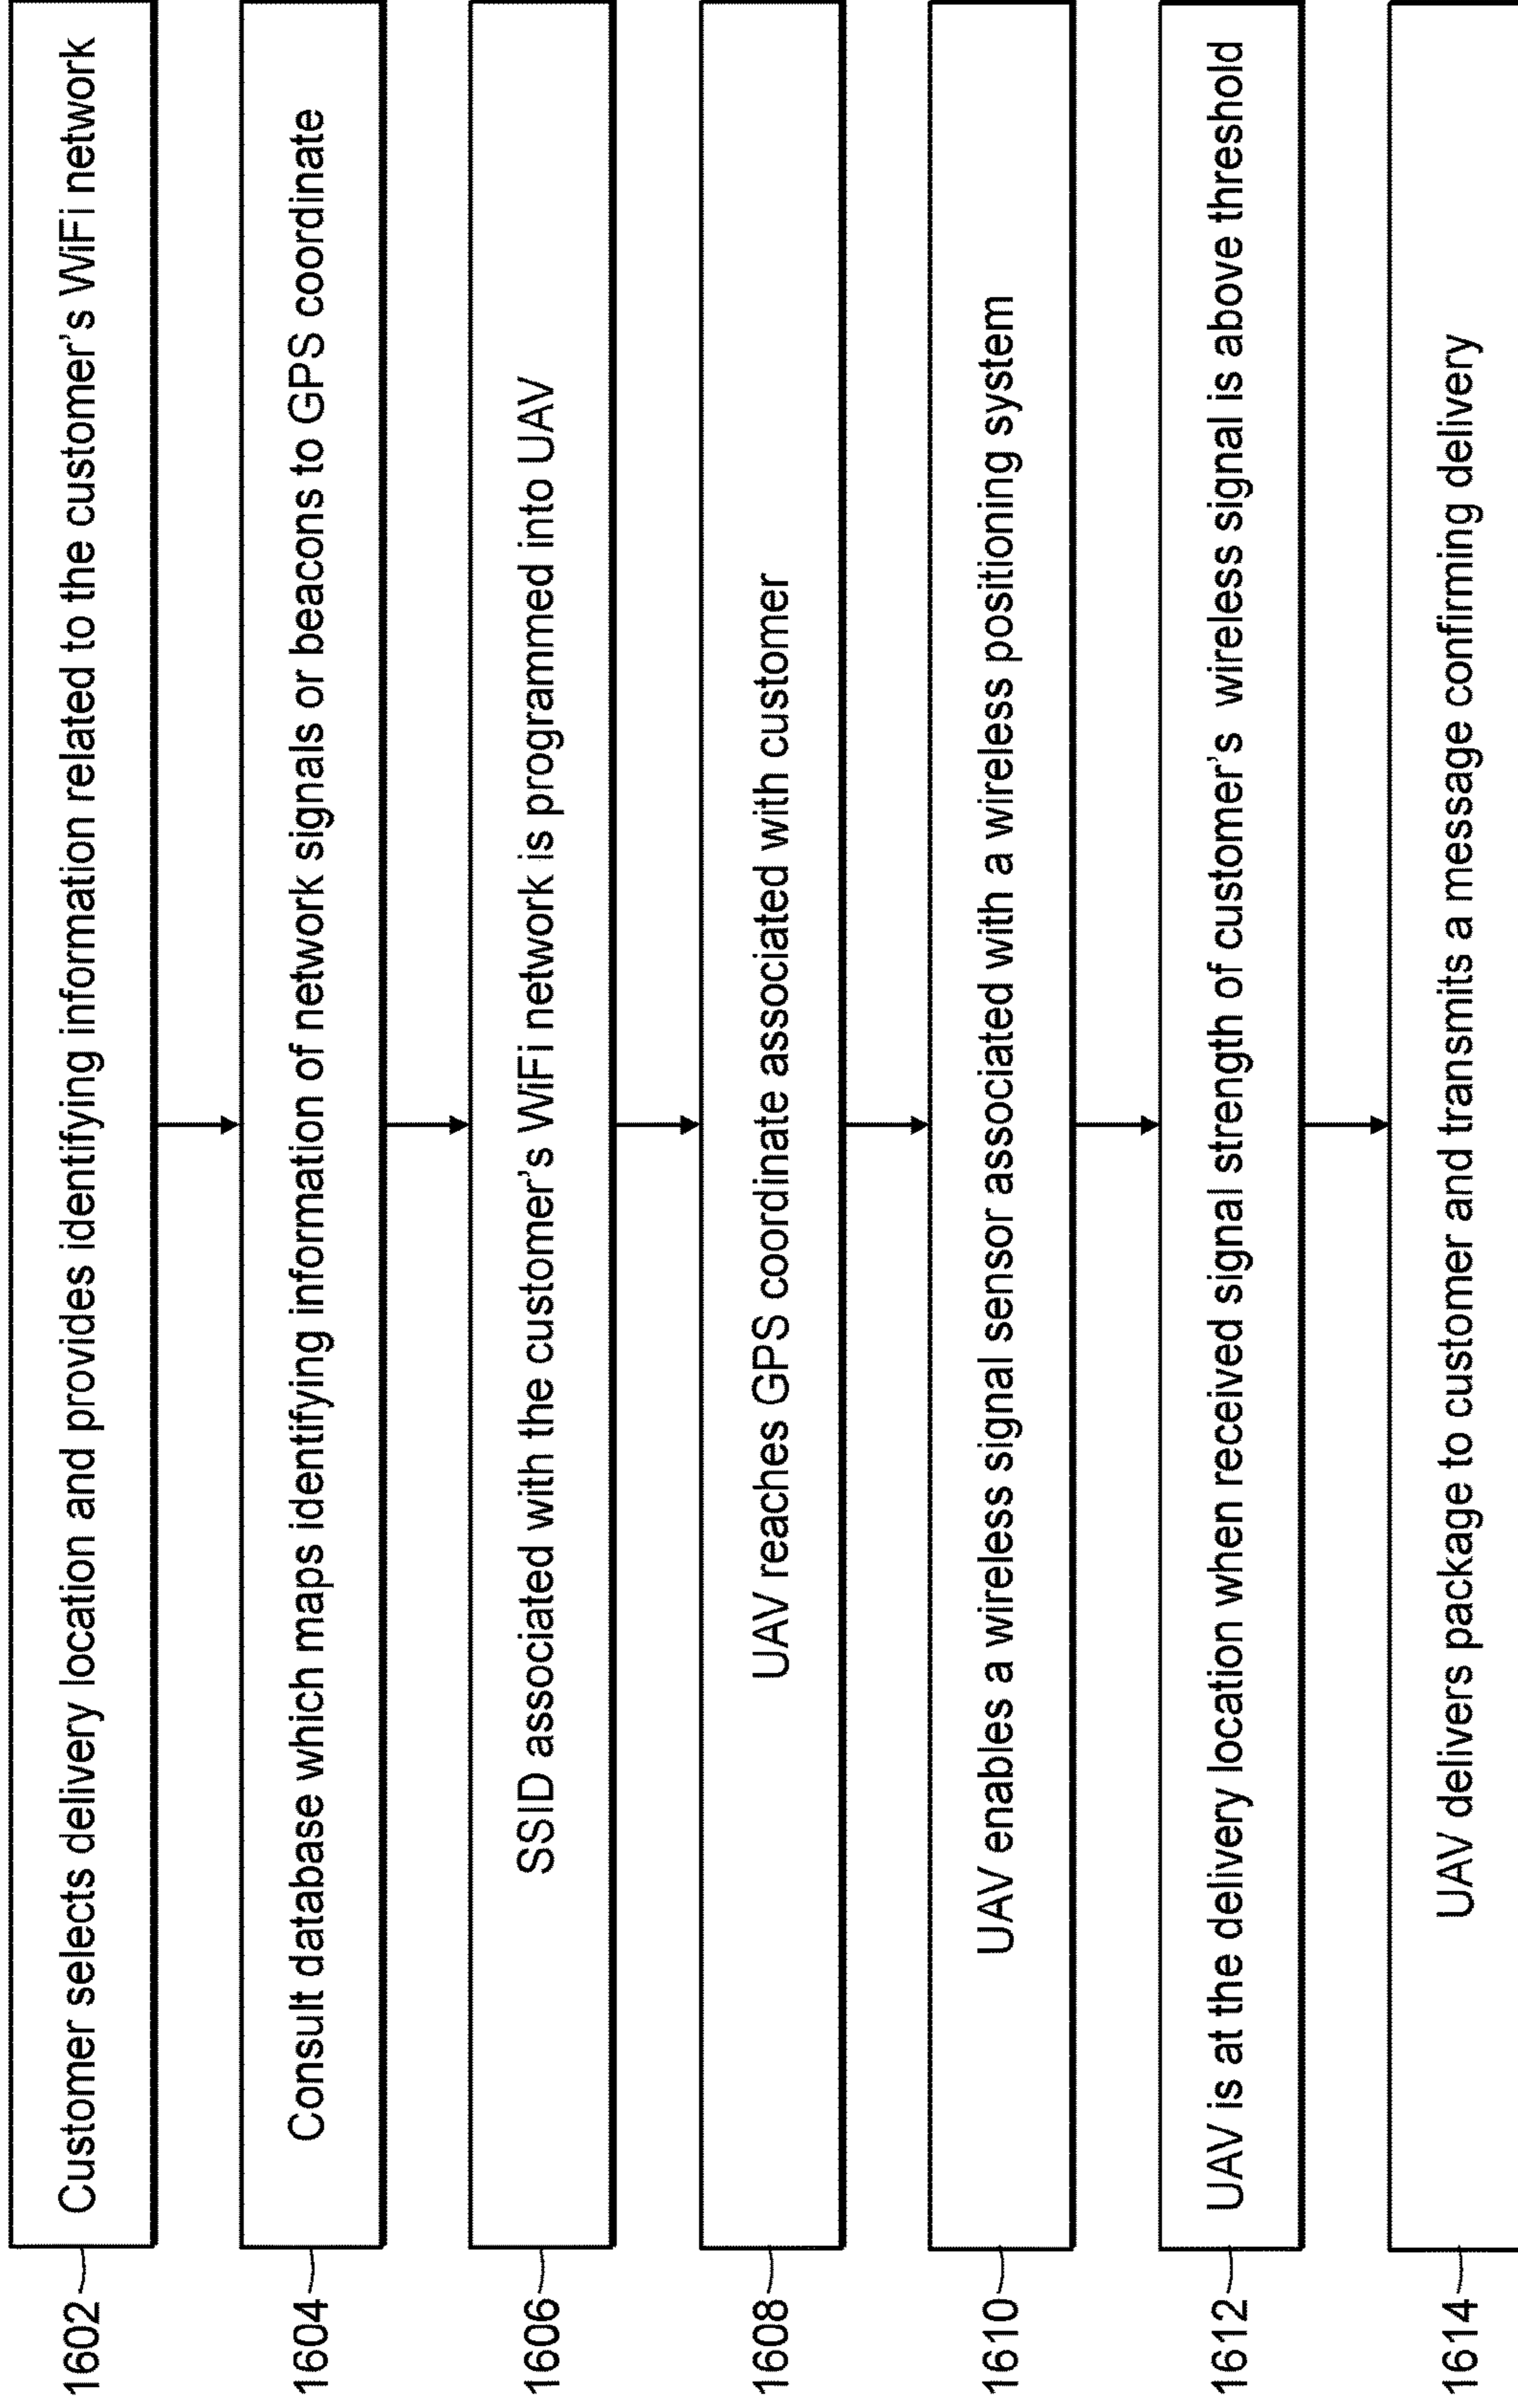 1602
Customer selects delivery location and provides identifying information related to the customer's WiFi network
1604
Consult database which maps identifying information of network signals or beacons to GPS coordinate
1606
SSID associated with the customer's WiFi network is programmed into UAV
1608
UAV reaches GPS coordinate associated with customer
1610
UAV enables a wireless signal sensor associated with a wireless positioning system
1612
UAV is at the delivery location when received signal strength of customer's wireless signal is above threshold
1614
UAV delivers package to customer and transmits a message confirming delivery